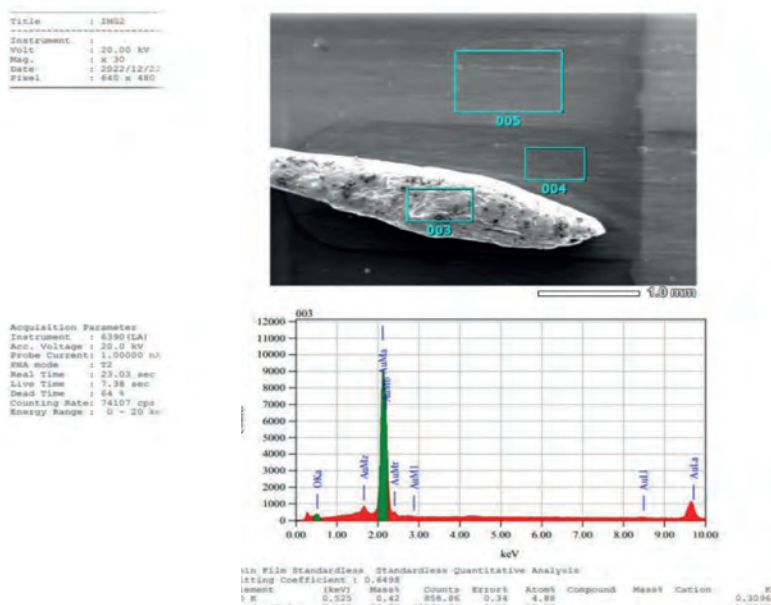 Title : IMG2
Instrument :
Volt : 20.00 kV
Mag. : x 30
Date : 2022/12/22
Pixel : 640 x 480
005
004
003
1.0 mm
Acquisition Parameter
Instrument : 6390(LA)
Acc. Voltage : 20.0 kV
Probe Current: 1.00000 nA
PHA mode : T2
Real Time : 23.03 sec
Live Time : 7.38 sec
Dead Time : 64 %
Counting Rate: 74107 cps
Energy Range : 0 - 20 ke
003
12000
11000
10000
9000
8000
7000
6000
5000
4000
3000
2000
1000
0
OKa
AuMz
AuMa
AuMr
AuM1
AuLl
AuLa
0.00 1.00 2.00 3.00 4.00 5.00 6.00 7.00 8.00 9.00 10.00
keV
in Film Standardless Standardless Quantitative Analysis
itting Coefficient : 0.6498
lement (keV) Mass% Counts Error% Atom% Compound Mass% Cation K
K 0.525 0.42 858.86 0.34 4.88 0.3096